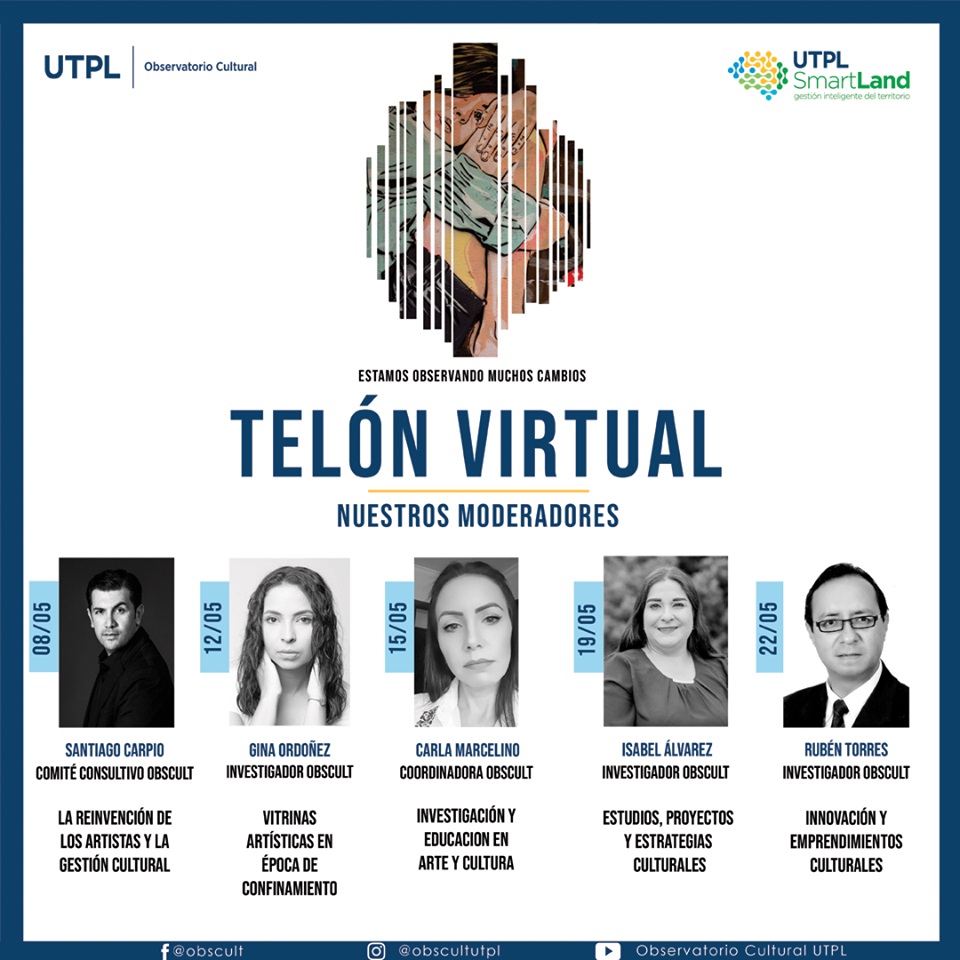 UTPL
Observatorio Cultural
UTPL
SmartLand
gestión inteligente del territorio
ESTAMOS OBSERVANDO MUCHOS CAMBIOS
TELÓN VIRTUAL
NUESTROS MODERADORES
08/05
SANTIAGO CARPIO
COMITÉ CONSULTIVO OBSCULT
LA REINVENCIÓN DE
LOS ARTISTAS Y LA
GESTIÓN CULTURAL
12/05
GINA ORDOÑEZ
INVESTIGADOR OBSCULT
VITRINAS
ARTÍSTICAS EN
ÉPOCA DE
CONFINAMIENTO
15/05
CARLA MARCELINO
COORDINADORA OBSCULT
INVESTIGACIÓN Y
EDUCACION EN
ARTE Y CULTURA
19/05
ISABEL ÁLVAREZ
INVESTIGADOR OBSCULT
ESTUDIOS, PROYECTOS
Y ESTRATEGIAS
CULTURALES
22/05
RUBÉN TORRES
INVESTIGADOR OBSCULT
INNOVACIÓN Y
EMPRENDIMIENTOS
CULTURALES
@obscult
@obscultutpl
Observatorio Cultural UTPL